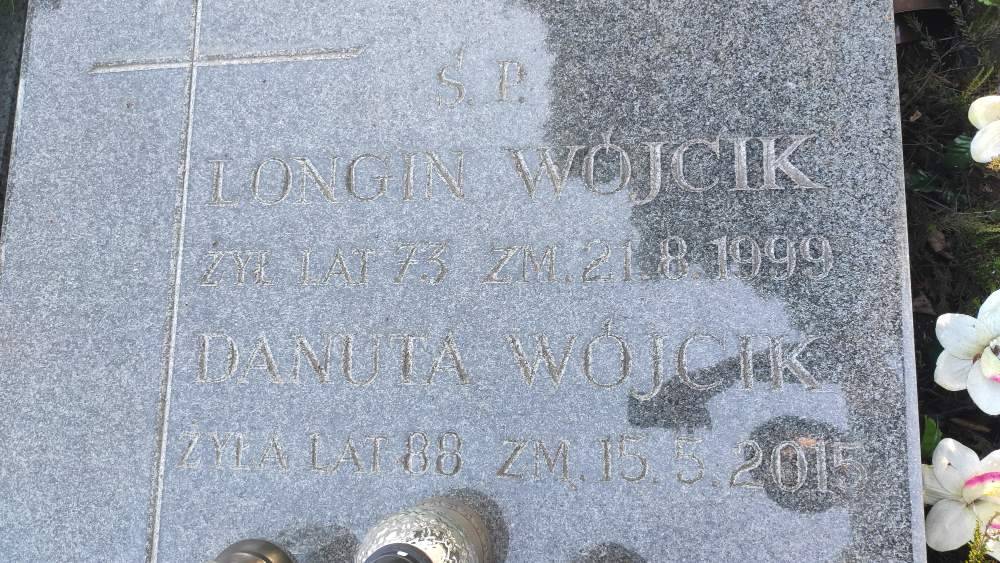 Ś. P.
LONGIN WÓJCIK
ŻYŁ LAT 73 ZM. 21.8.1999
DANUTA WÓJCIK
ŻYŁA LAT 88 ZM. 15.5.2015